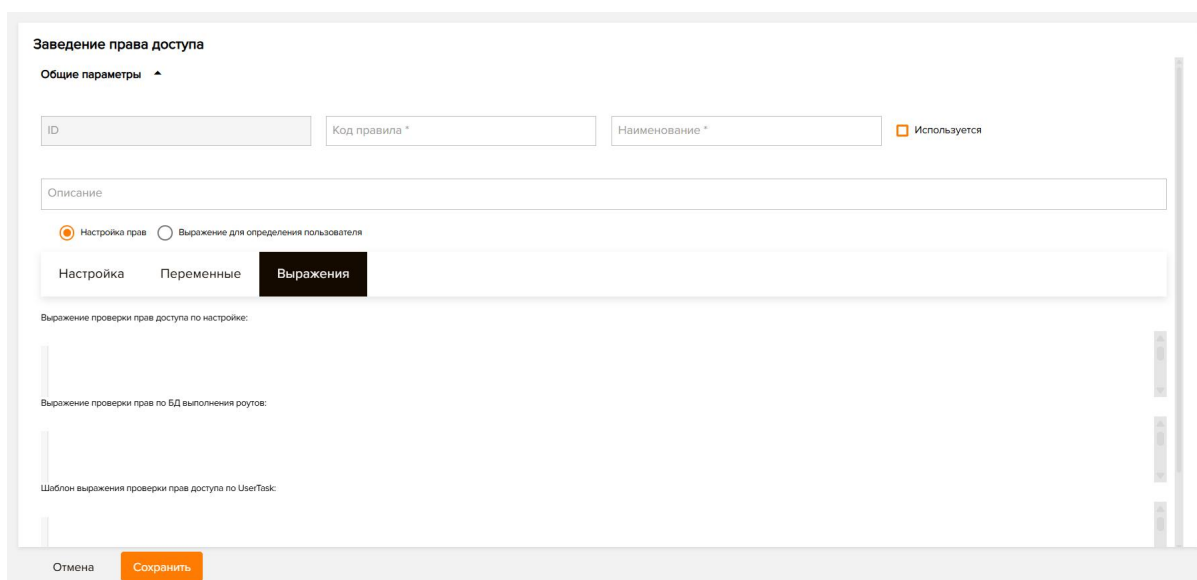 Заведение права доступа
Общие параметры
ID Код правила * Наименование * Используется
Описание
Настройка прав Выражение для определения пользователя
Настройка Переменные Выражения
Выражение проверки прав доступа по настройке:
Выражение проверки прав по БД выполнения роутов:
Шаблон выражения проверки прав доступа по UserTask:
Отмена Сохранить